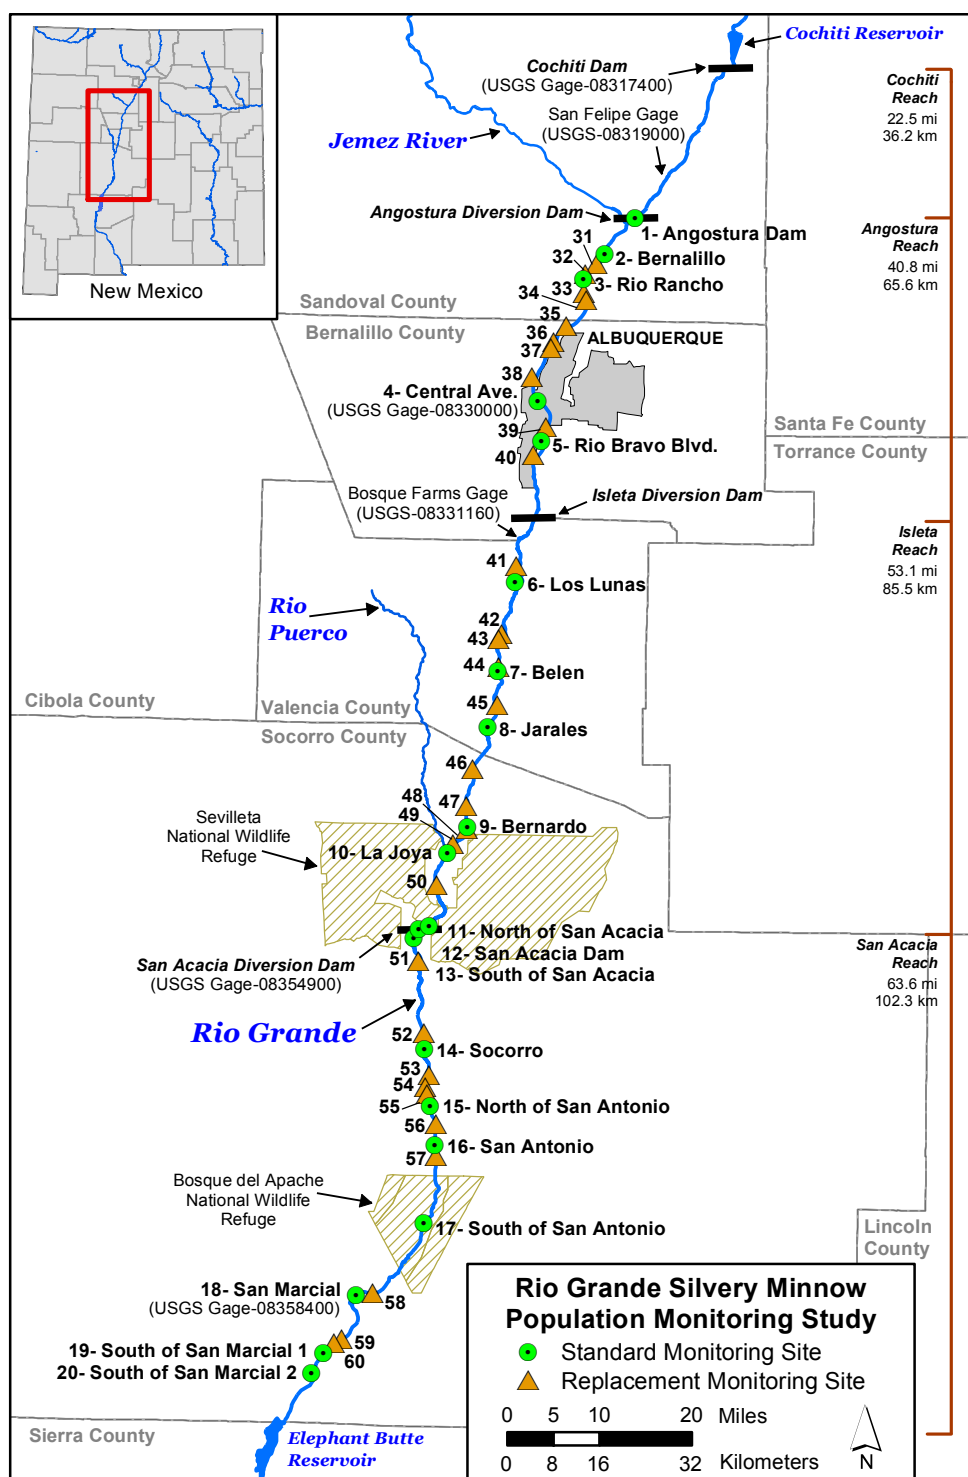 New Mexico
Cochiti Reservoir
Cochiti Dam
(USGS Gage-08317400)
San Felipe Gage
(USGS-08319000)
Jemez River
Cochiti
Reach
22.5 mi
36.2 km
Angostura Diversion Dam
1- Angostura Dam
Angostura
Reach
40.8 mi
65.6 km
31
2- Bernalillo
32
3- Rio Rancho
33
34
Sandoval County
Bernalillo County
35
36
37
ALBUQUERQUE
38
4- Central Ave.
(USGS Gage-08330000)
39
5- Rio Bravo Blvd.
40
Santa Fe County
Torrance County
Bosque Farms Gage
(USGS-08331160)
Isleta Diversion Dam
Isleta
Reach
53.1 mi
85.5 km
41
6- Los Lunas
Rio
Puerco
42
43
44
7- Belen
45
8- Jarales
Cibola County
Valencia County
Socorro County
46
47
48
49
9- Bernardo
10- La Joya
Sevilleta
National Wildlife
Refuge
50
11- North of San Acacia
12- San Acacia Dam
13- South of San Acacia
51
San Acacia Diversion Dam
(USGS Gage-08354900)
San Acacia
Reach
63.6 mi
102.3 km
Rio Grande
52
14- Socorro
53
54
55
15- North of San Antonio
56
16- San Antonio
57
Bosque del Apache
National Wildlife
Refuge
17- South of San Antonio
Lincoln
County
18- San Marcial
(USGS Gage-08358400)
58
59
60
19- South of San Marcial 1
20- South of San Marcial 2
Sierra County
Elephant Butte
Reservoir
Rio Grande Silvery Minnow
Population Monitoring Study
Standard Monitoring Site
Replacement Monitoring Site
0 5 10 20 Miles
0 8 16 32 Kilometers
N